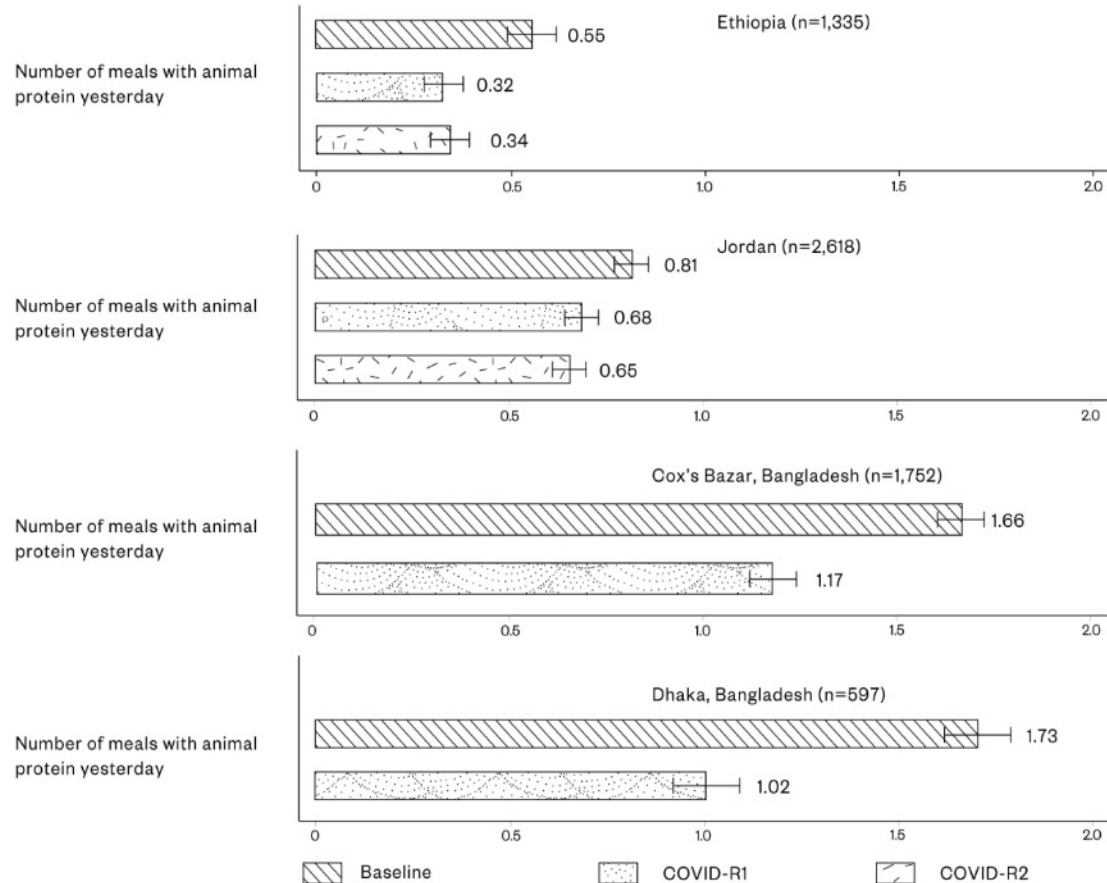 Ethiopia (n=1,335)
Number of meals with animal
protein yesterday
0.55
0.32
0.34
0 0.5 1.0 1.5 2.0
Jordan (n=2,618)
Number of meals with animal
protein yesterday
0.81
0.68
0.65
0 0.5 1.0 1.5 2.0
Cox's Bazar, Bangladesh (n=1,752)
Number of meals with animal
protein yesterday
1.66
1.17
0 0.5 1.0 1.5 2.0
Dhaka, Bangladesh (n=597)
Number of meals with animal
protein yesterday
1.73
1.02
0 0.5 1.0 1.5 2.0
Baseline COVID-R1 COVID-R2